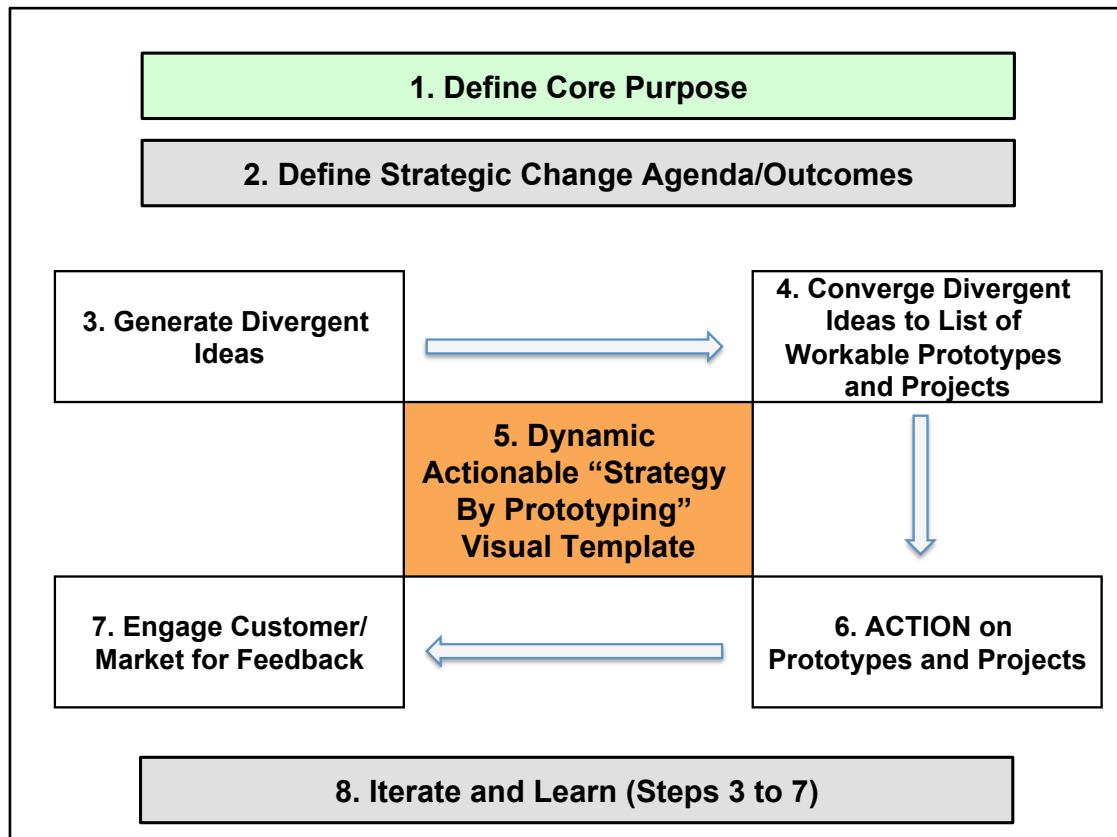 1. Define Core Purpose
2. Define Strategic Change Agenda/Outcomes
3. Generate Divergent
Ideas
4. Converge Divergent
Ideas to List of
Workable Prototypes
and Projects
5. Dynamic
Actionable “Strategy
By Prototyping”
Visual Template
6. ACTION on
Prototypes and Projects
7. Engage Customer/
Market for Feedback
8. Iterate and Learn (Steps 3 to 7)